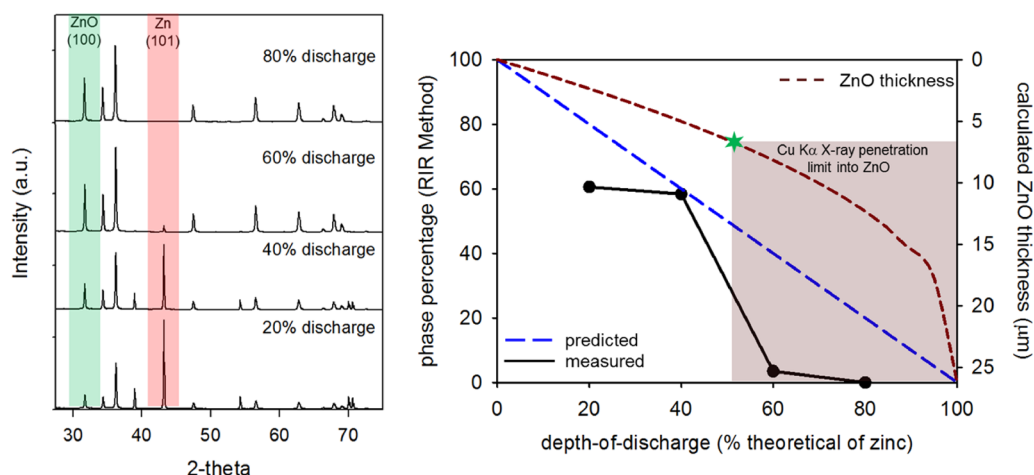 ZnO
(100)
Zn
(101)
80% discharge
60% discharge
40% discharge
20% discharge
Intensity (a.u.)
30 40 50 60 70
2-theta
phase percentage (RIR Method)
100
80
60
40
20
0
ZnO thickness
Cu Kα X-ray penetration
limit into ZnO
predicted
measured
0
5
10
15
20
25
calculated ZnO thickness (µm)
0 20 40 60 80 100
depth-of-discharge (% theoretical of zinc)